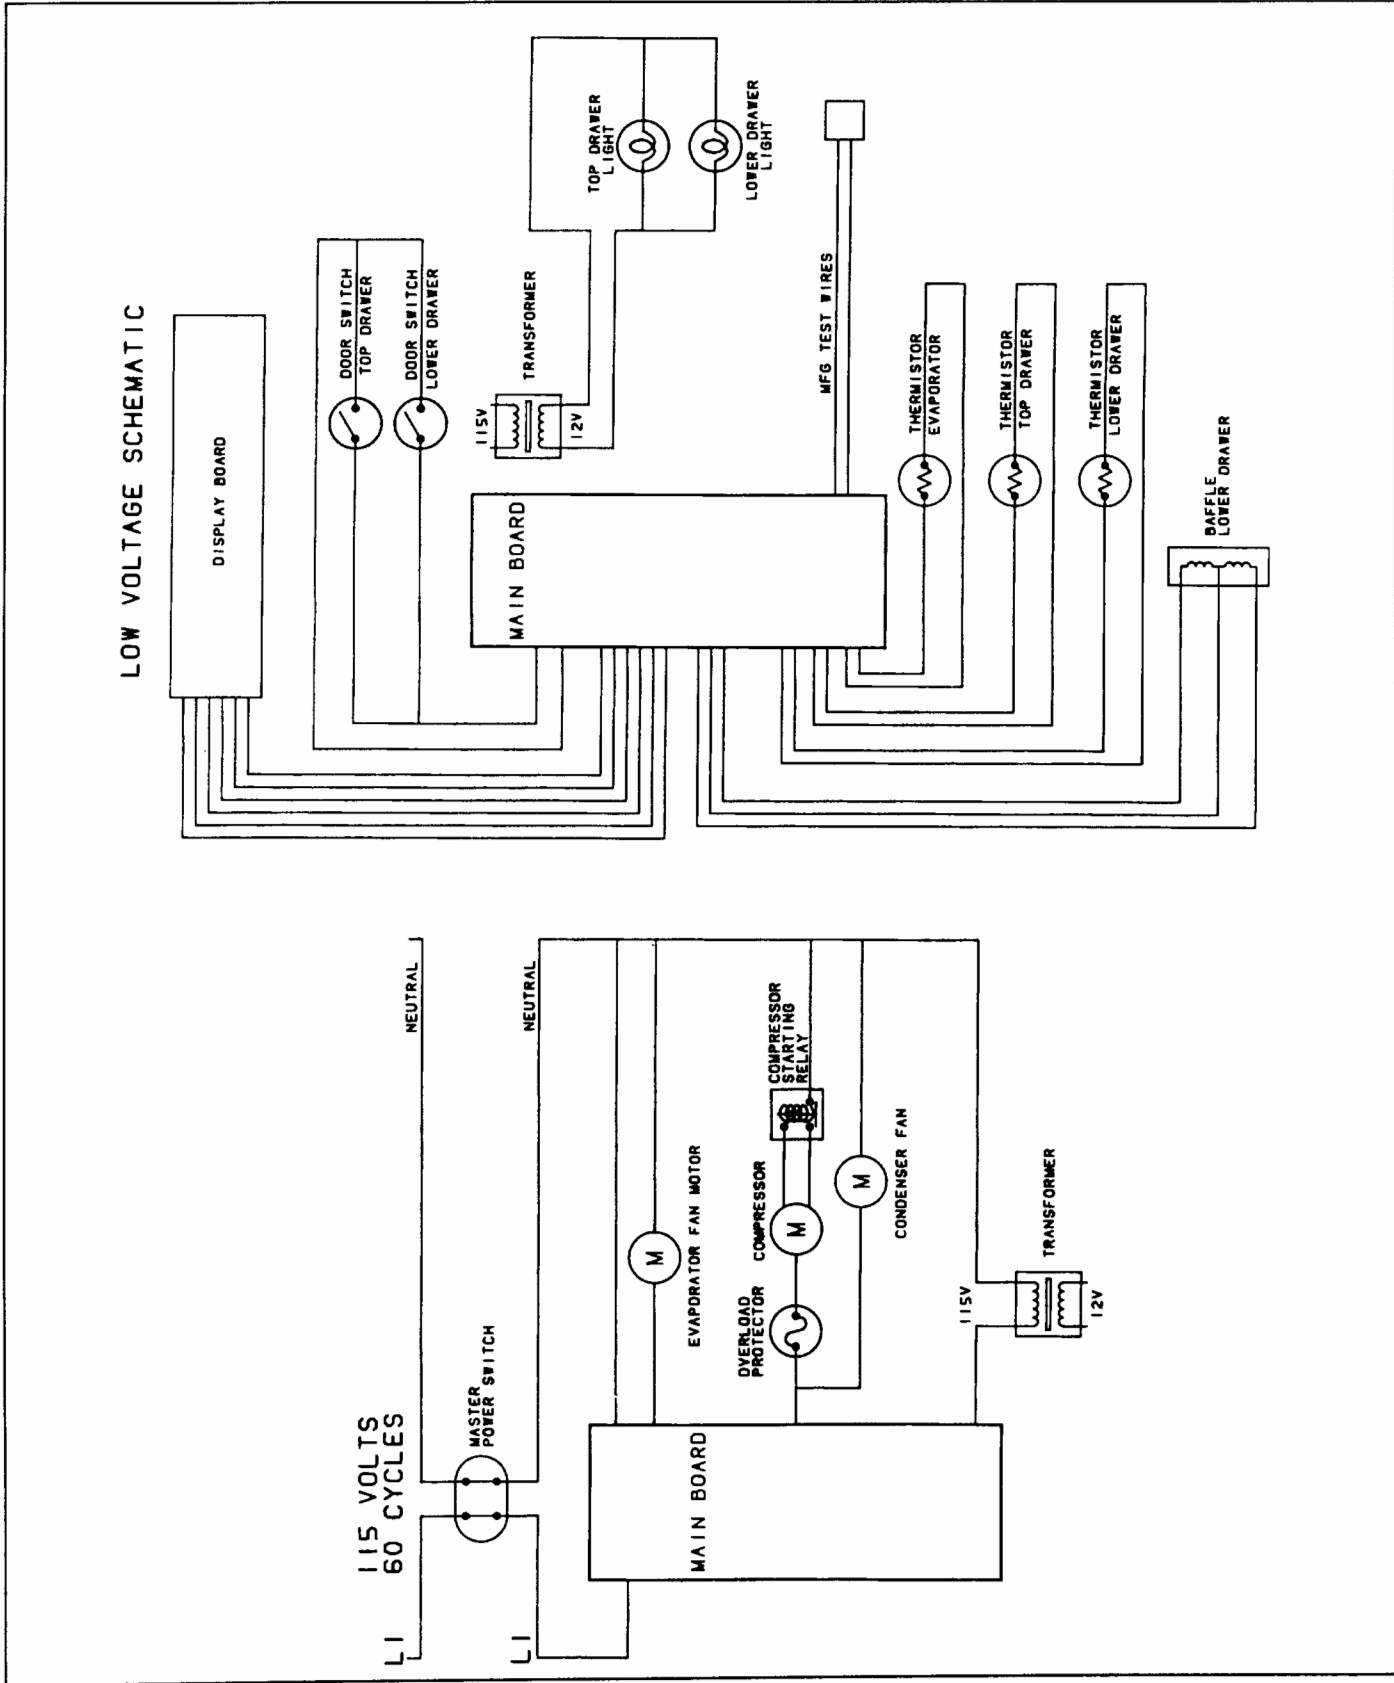 LOW VOLTAGE SCHEMATIC
DISPLAY BOARD
DOOR SWITCH
TOP DRAWER
DOOR SWITCH
LOWER DRAWER
MAIN BOARD
115V
12V
TRANSFORMER
TOP DRAWER
LIGHT
LOWER DRAWER
LIGHT
MFG TEST WIRES
THERMISTOR
EVAPORATOR
THERMISTOR
TOP DRAWER
THERMISTOR
LOWER DRAWER
BAFFLE
LOWER DRAWER
115 VOLTS
60 CYCLES
L1
NEUTRAL
MASTER
POWER SWITCH
L1
NEUTRAL
MAIN BOARD
M
EVAPORATOR FAN MOTOR
OVERLOAD
PROTECTOR
COMPRESSOR
M
COMPRESSOR
STARTING
RELAY
M
CONDENSER FAN
115V
12V
TRANSFORMER